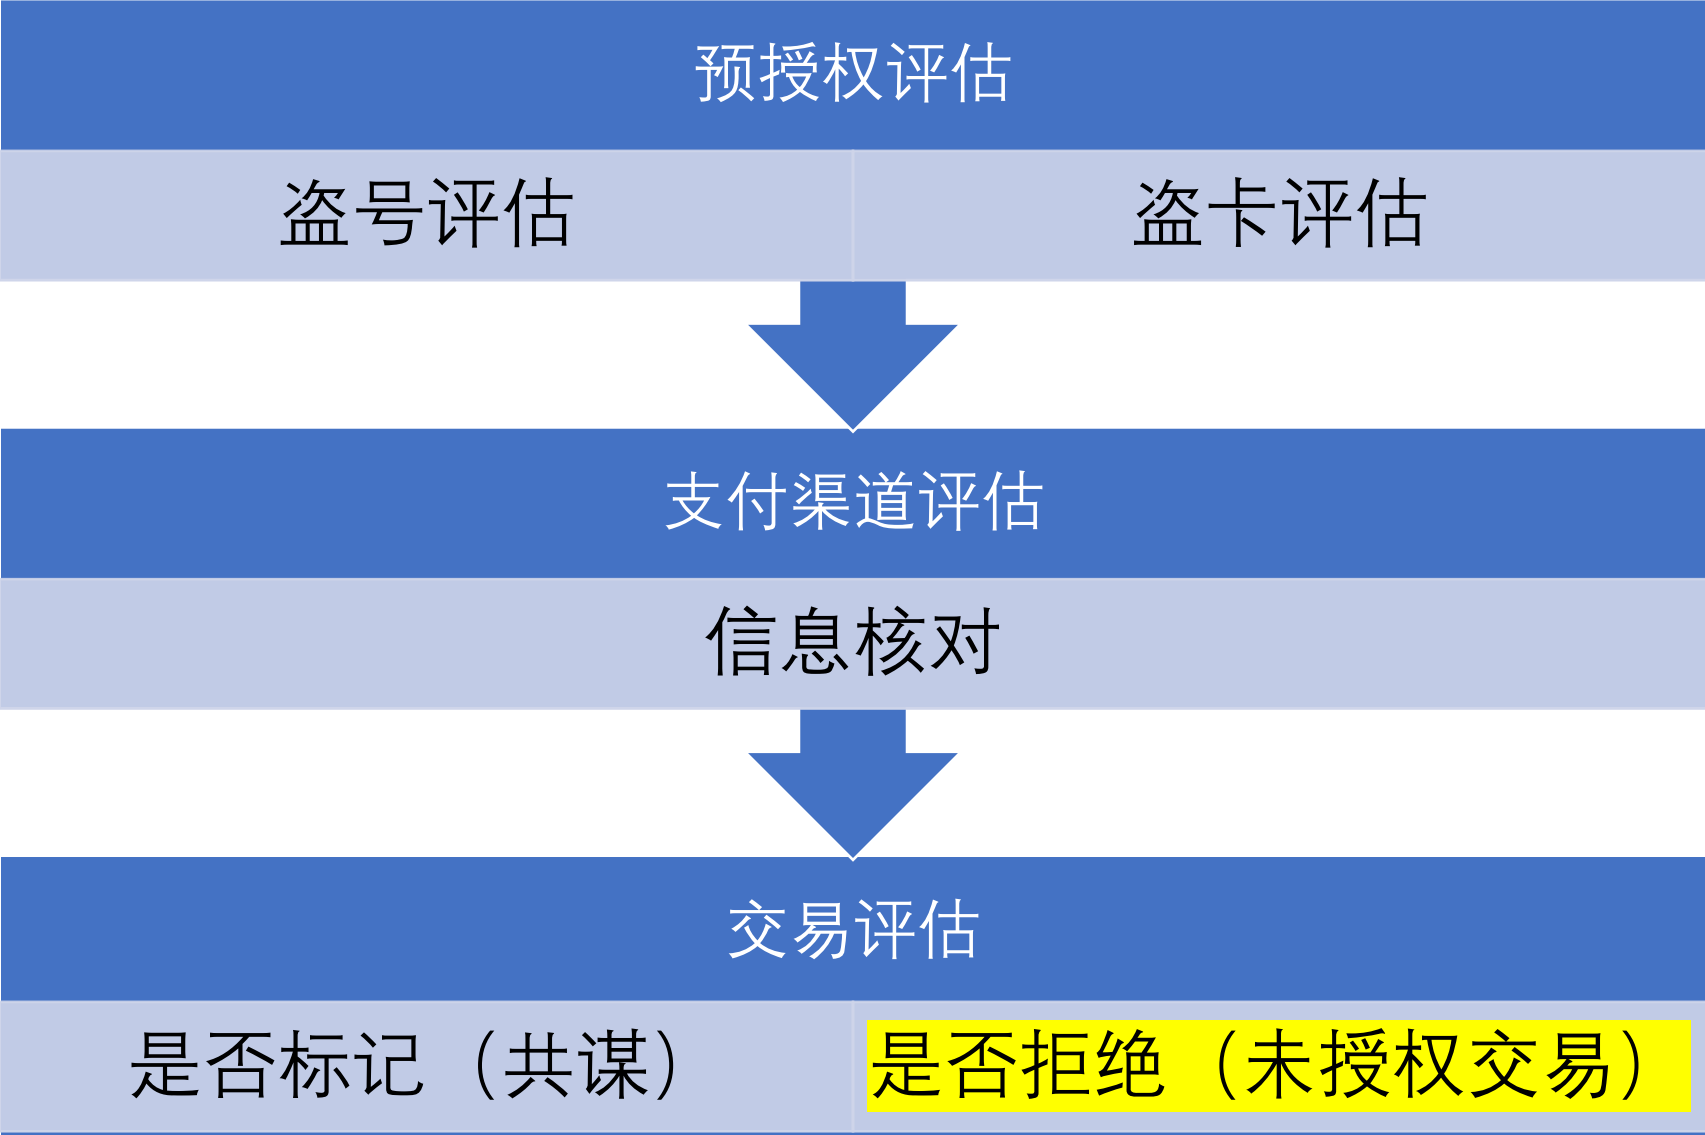 预授权评估
盗号评估
盗卡评估
支付渠道评估
信息核对
交易评估
是否标记（共谋）
是否拒绝（未授权交易）